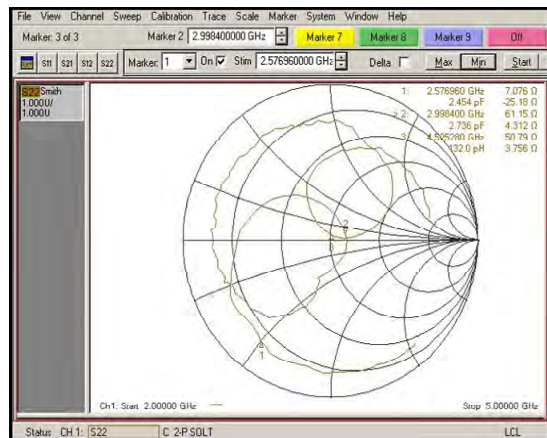 File View Channel Sweep Calibration Trace Scale Marker System Window Help
Marker: 3 of 3 Marker 2 2.998400000 GHz Marker 7 Marker 8 Marker 9 Off
S11 S21 S12 S22 Marker: 1 On Stim 2.576960000 GHz Delta Max Min Start
S22 Smith
1.000U/
1.000U
1: 2.576960 GHz 7.076 Ω
2.454 pF -25.18 Ω
> 2: 2.998400 GHz 61.15 Ω
2.736 pF 4.312 Ω
3: 4.525280 GHz 50.79 Ω
132.0 pH 3.756 Ω
2
3
1
Ch1: Start 2.00000 GHz Stop 5.00000 GHz
Status CH 1: S22 C 2-P SOLT LCL